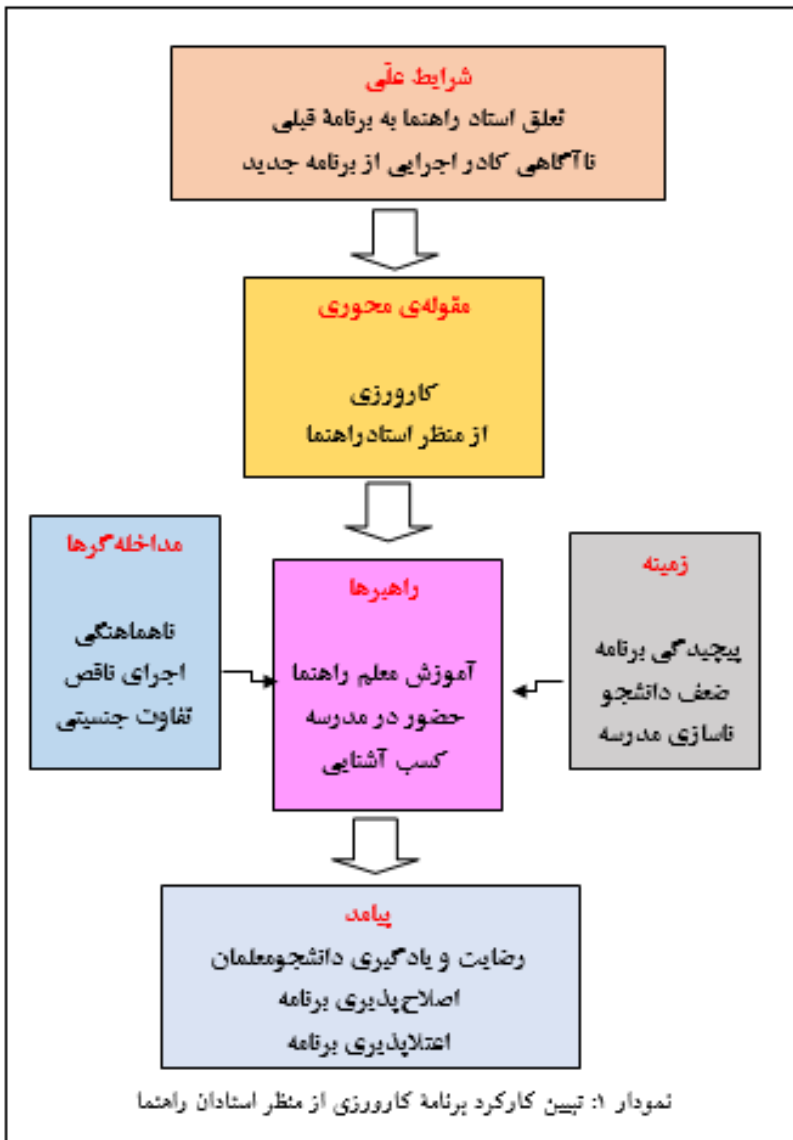 شرایط علّی
تعلق استاد راهنما به برنامهٔ قبلی
ناآگاهی کادر اجرایی از برنامه جدید
مقوله‌ی محوری
کارورزی
از منظر استادراهنما
زمینه
پیچیدگی برنامه
ضعف دانشجو
ناسازی مدرسه
راهبرها
آموزش معلم راهنما
حضور در مدرسه
کسب آشنایی
مداخله‌گرها
ناهماهنگی
اجرای ناقص
تفاوت جنسیتی
پیامد
رضایت و یادگیری دانشجومعلمان
اصلاح‌پذیری برنامه
اعتلاپذیری برنامه
نمودار ۱: تبیین کارکرد برنامهٔ کارورزی از منظر استادان راهنما